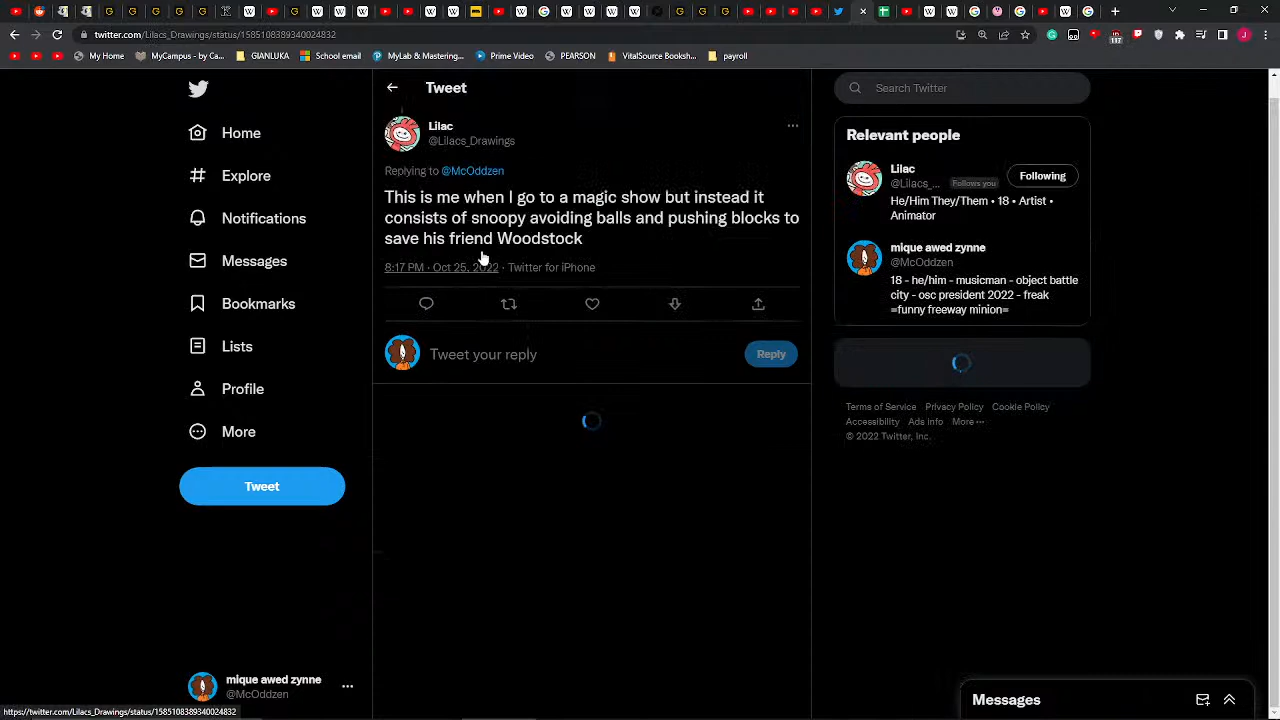 twitter.com/Lilacs_Drawings/status/1585108389340024832
My Home
MyCampus - by Ca...
GIANLUKA
School email
MyLab & Mastering...
Prime Video
PEARSON
VitalSource Booksh...
payroll
Home
Explore
Notifications
Messages
Bookmarks
Lists
Profile
More
Tweet
mique awed zynne
@McOddzen
Tweet
Lilac
@Lilacs_Drawings
Replying to @McOddzen
This is me when I go to a magic show but instead it
consists of snoopy avoiding balls and pushing blocks to
save his friend Woodstock
8:17 PM · Oct 25, 2022 · Twitter for iPhone
Tweet your reply
Reply
Search Twitter
Relevant people
Lilac
@Lilacs_... Follows you
Following
He/Him They/Them • 18 • Artist •
Animator
mique awed zynne
@McOddzen
18 - he/him - musicman - object battle
city - osc president 2022 - freak
=funny freeway minion=
Terms of Service Privacy Policy Cookie Policy
Accessibility Ads info More ···
© 2022 Twitter, Inc.
Messages
https://twitter.com/Lilacs_Drawings/status/1585108389340024832